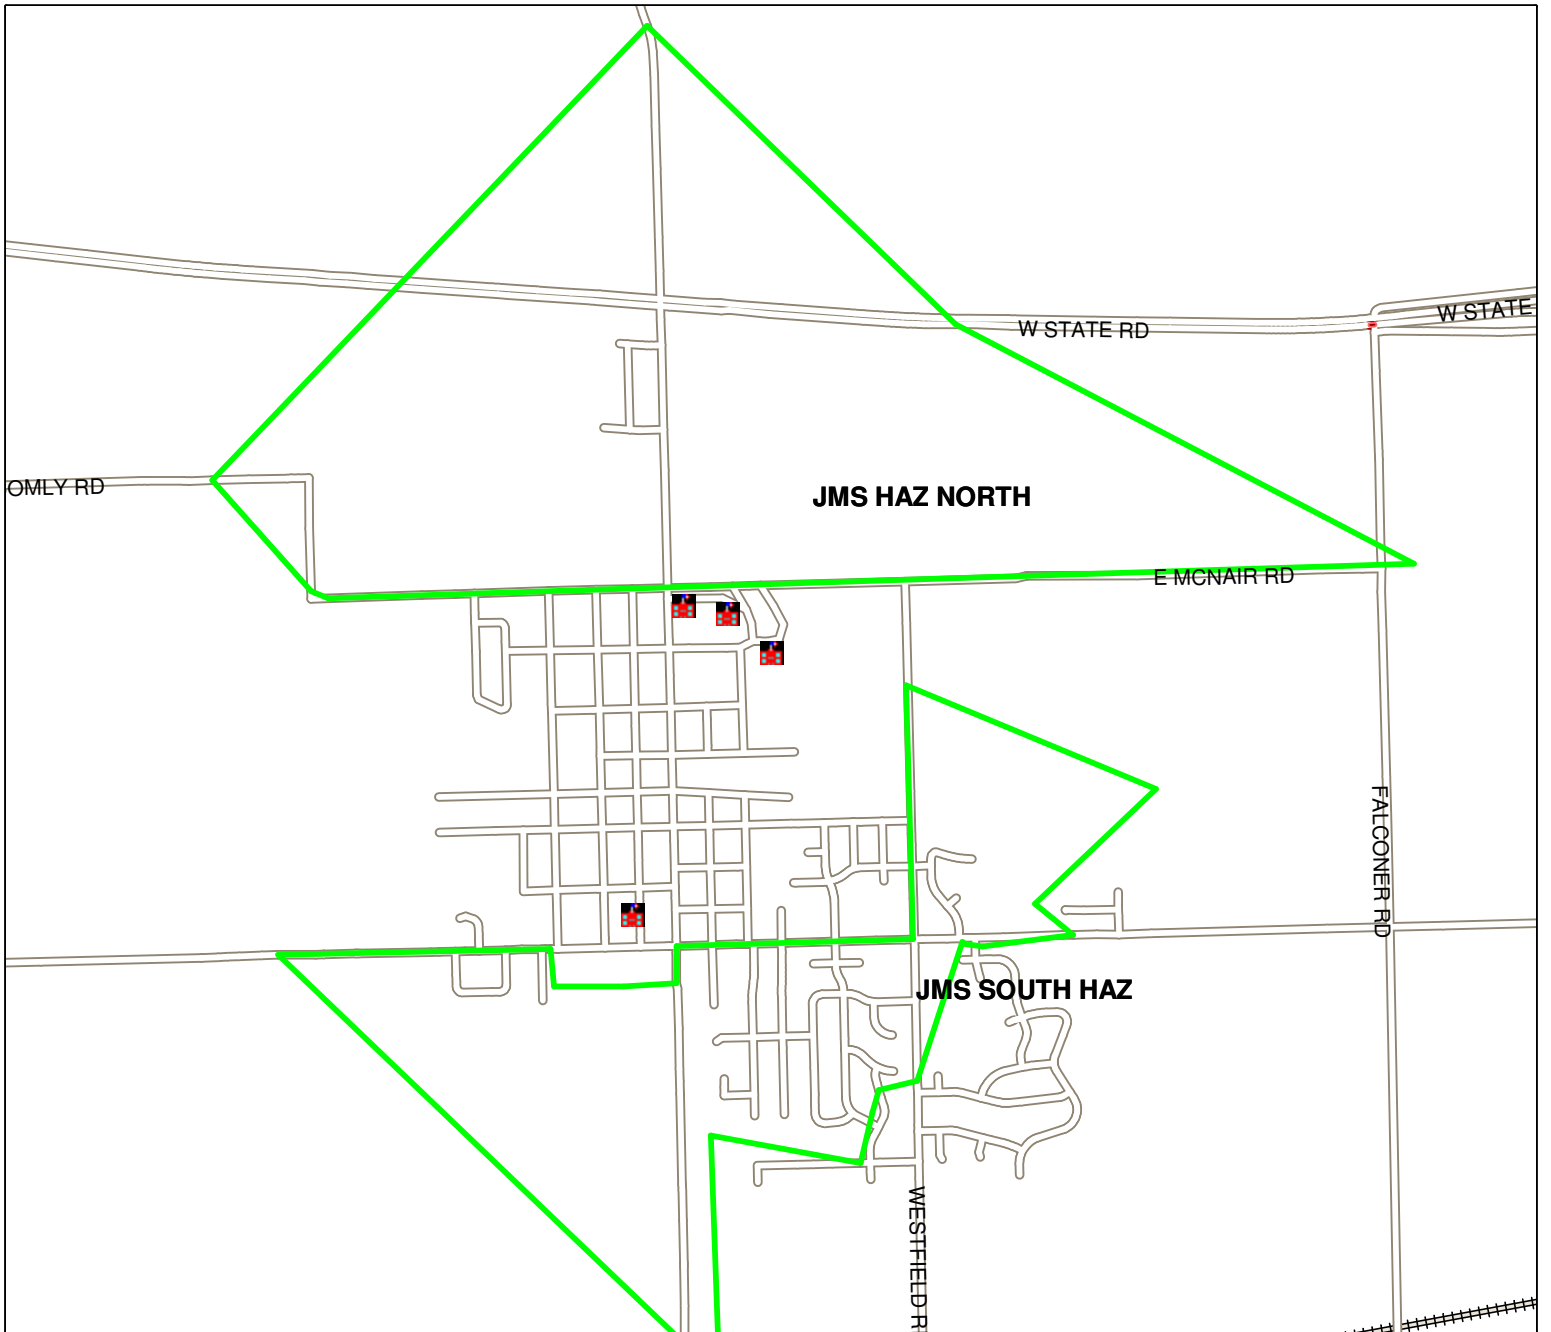 W STATE
W STATE RD
OMLY RD
JMS HAZ NORTH
E MCNAIR RD
FALCONER RD
JMS SOUTH HAZ
WESTFIELD R